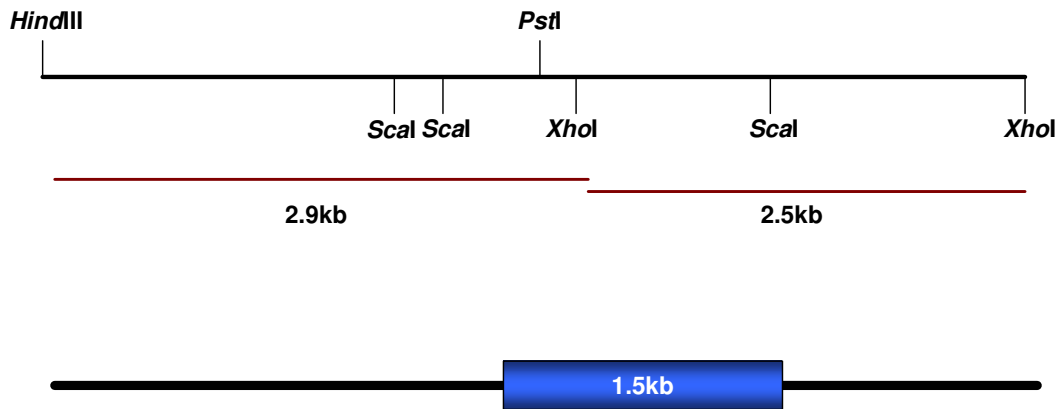 HindIII PstI
ScaI ScaI XhoI ScaI XhoI
2.9kb 2.5kb
1.5kb